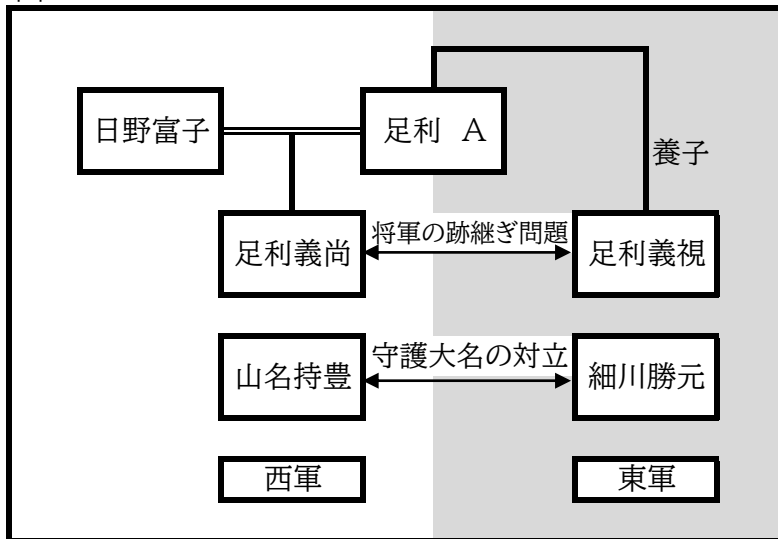 日野富子
足利 A
養子
足利義尚
将軍の跡継ぎ問題
足利義視
山名持豊
守護大名の対立
細川勝元
西軍
東軍